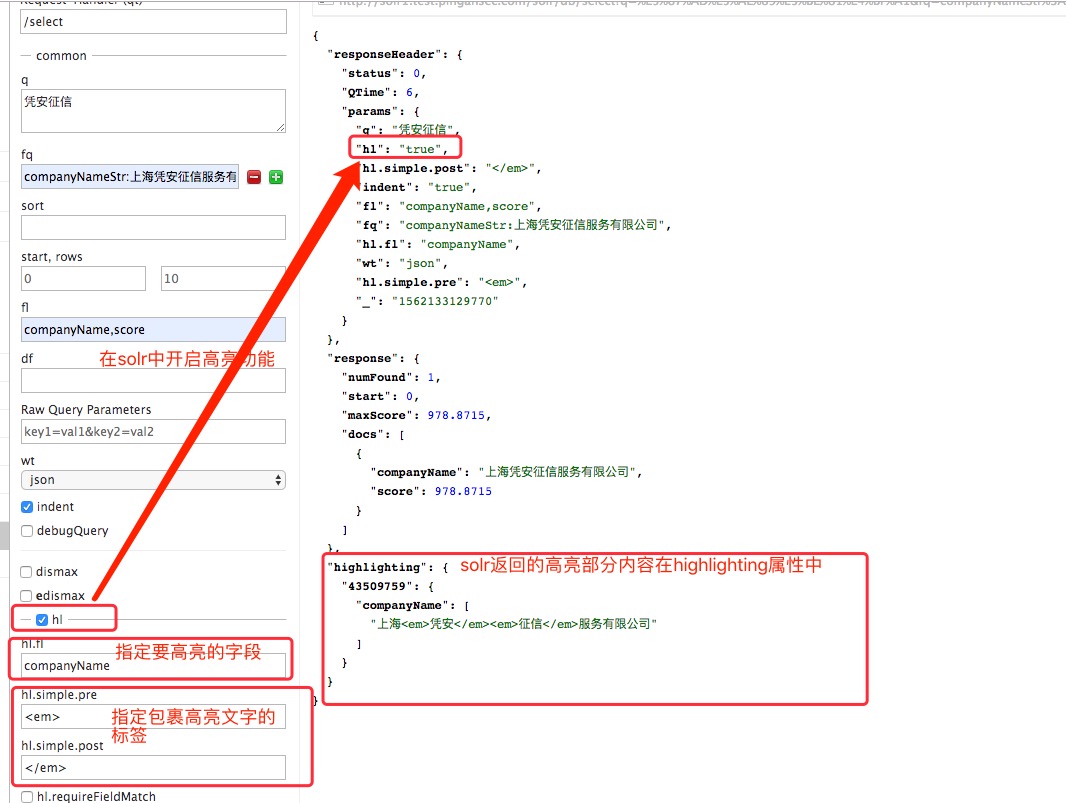 Request-Handler (qt)
/select
common
q
凭安征信
fq
companyNameStr:上海凭安征信服务有
sort
start, rows
0
10
fl
companyName,score
在solr中开启高亮功能
df
Raw Query Parameters
key1=val1&key2=val2
wt
json
indent
debugQuery
dismax
edismax
hl
hl.fl
指定要高亮的字段
companyName
hl.simple.pre
<em>
指定包裹高亮文字的
标签
hl.simple.post
</em>
hl.requireFieldMatch
{
"responseHeader": {
"status": 0,
"QTime": 6,
"params": {
"q": "凭安征信",
"hl": "true",
"hl.simple.post": "</em>",
"indent": "true",
"fl": "companyName,score",
"fq": "companyNameStr:上海凭安征信服务有限公司",
"hl.fl": "companyName",
"wt": "json",
"hl.simple.pre": "<em>",
"_": "1562133129770"
}
},
"response": {
"numFound": 1,
"start": 0,
"maxScore": 978.8715,
"docs": [
{
"companyName": "上海凭安征信服务有限公司",
"score": 978.8715
}
]
},
"highlighting": {
solr返回的高亮部分内容在highlighting属性中
"43509759": {
"companyName": [
"上海<em>凭安</em><em>征信</em>服务有限公司"
]
}
}
}